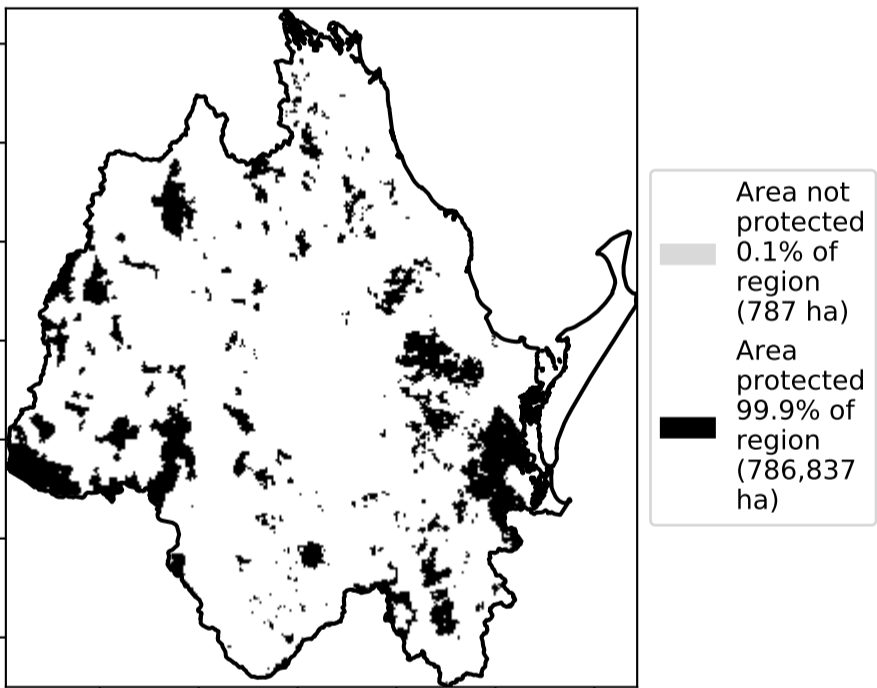 Area not
protected
0.1% of
region
(787 ha)
Area
protected
99.9% of
region
(786,837
ha)